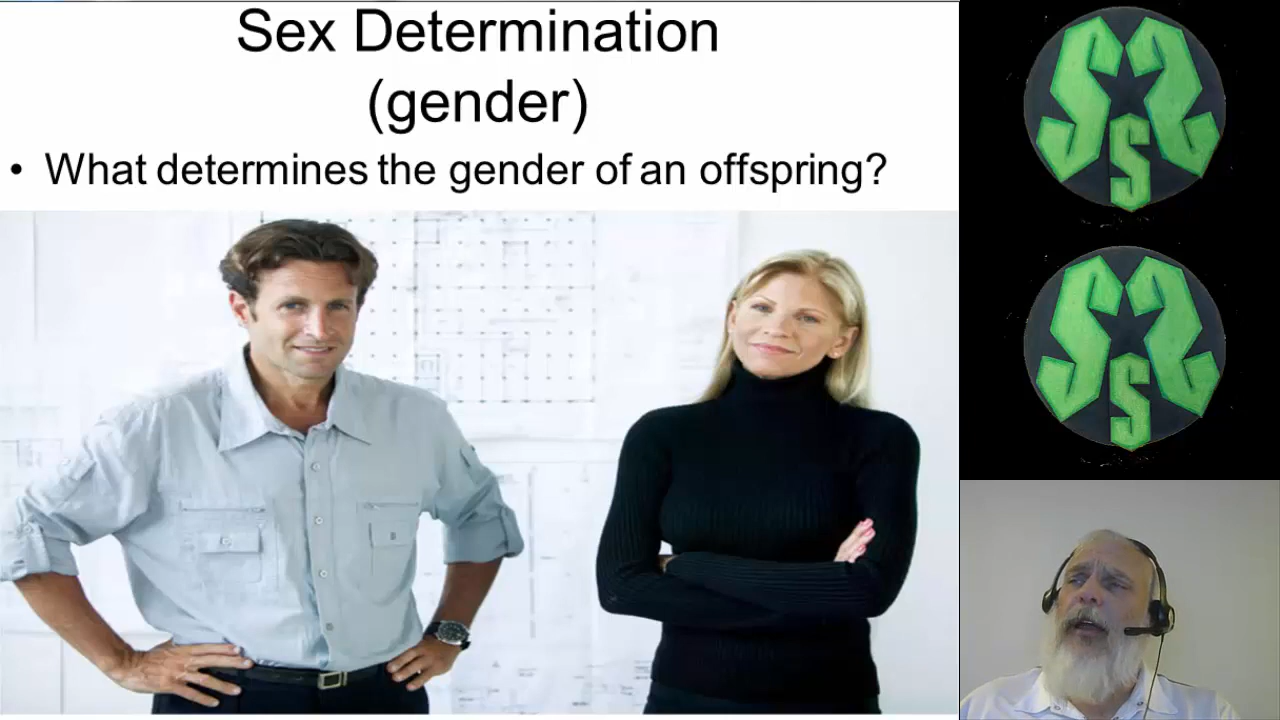 Sex Determination
(gender)
• What determines the gender of an offspring?
S S
S
S S
S